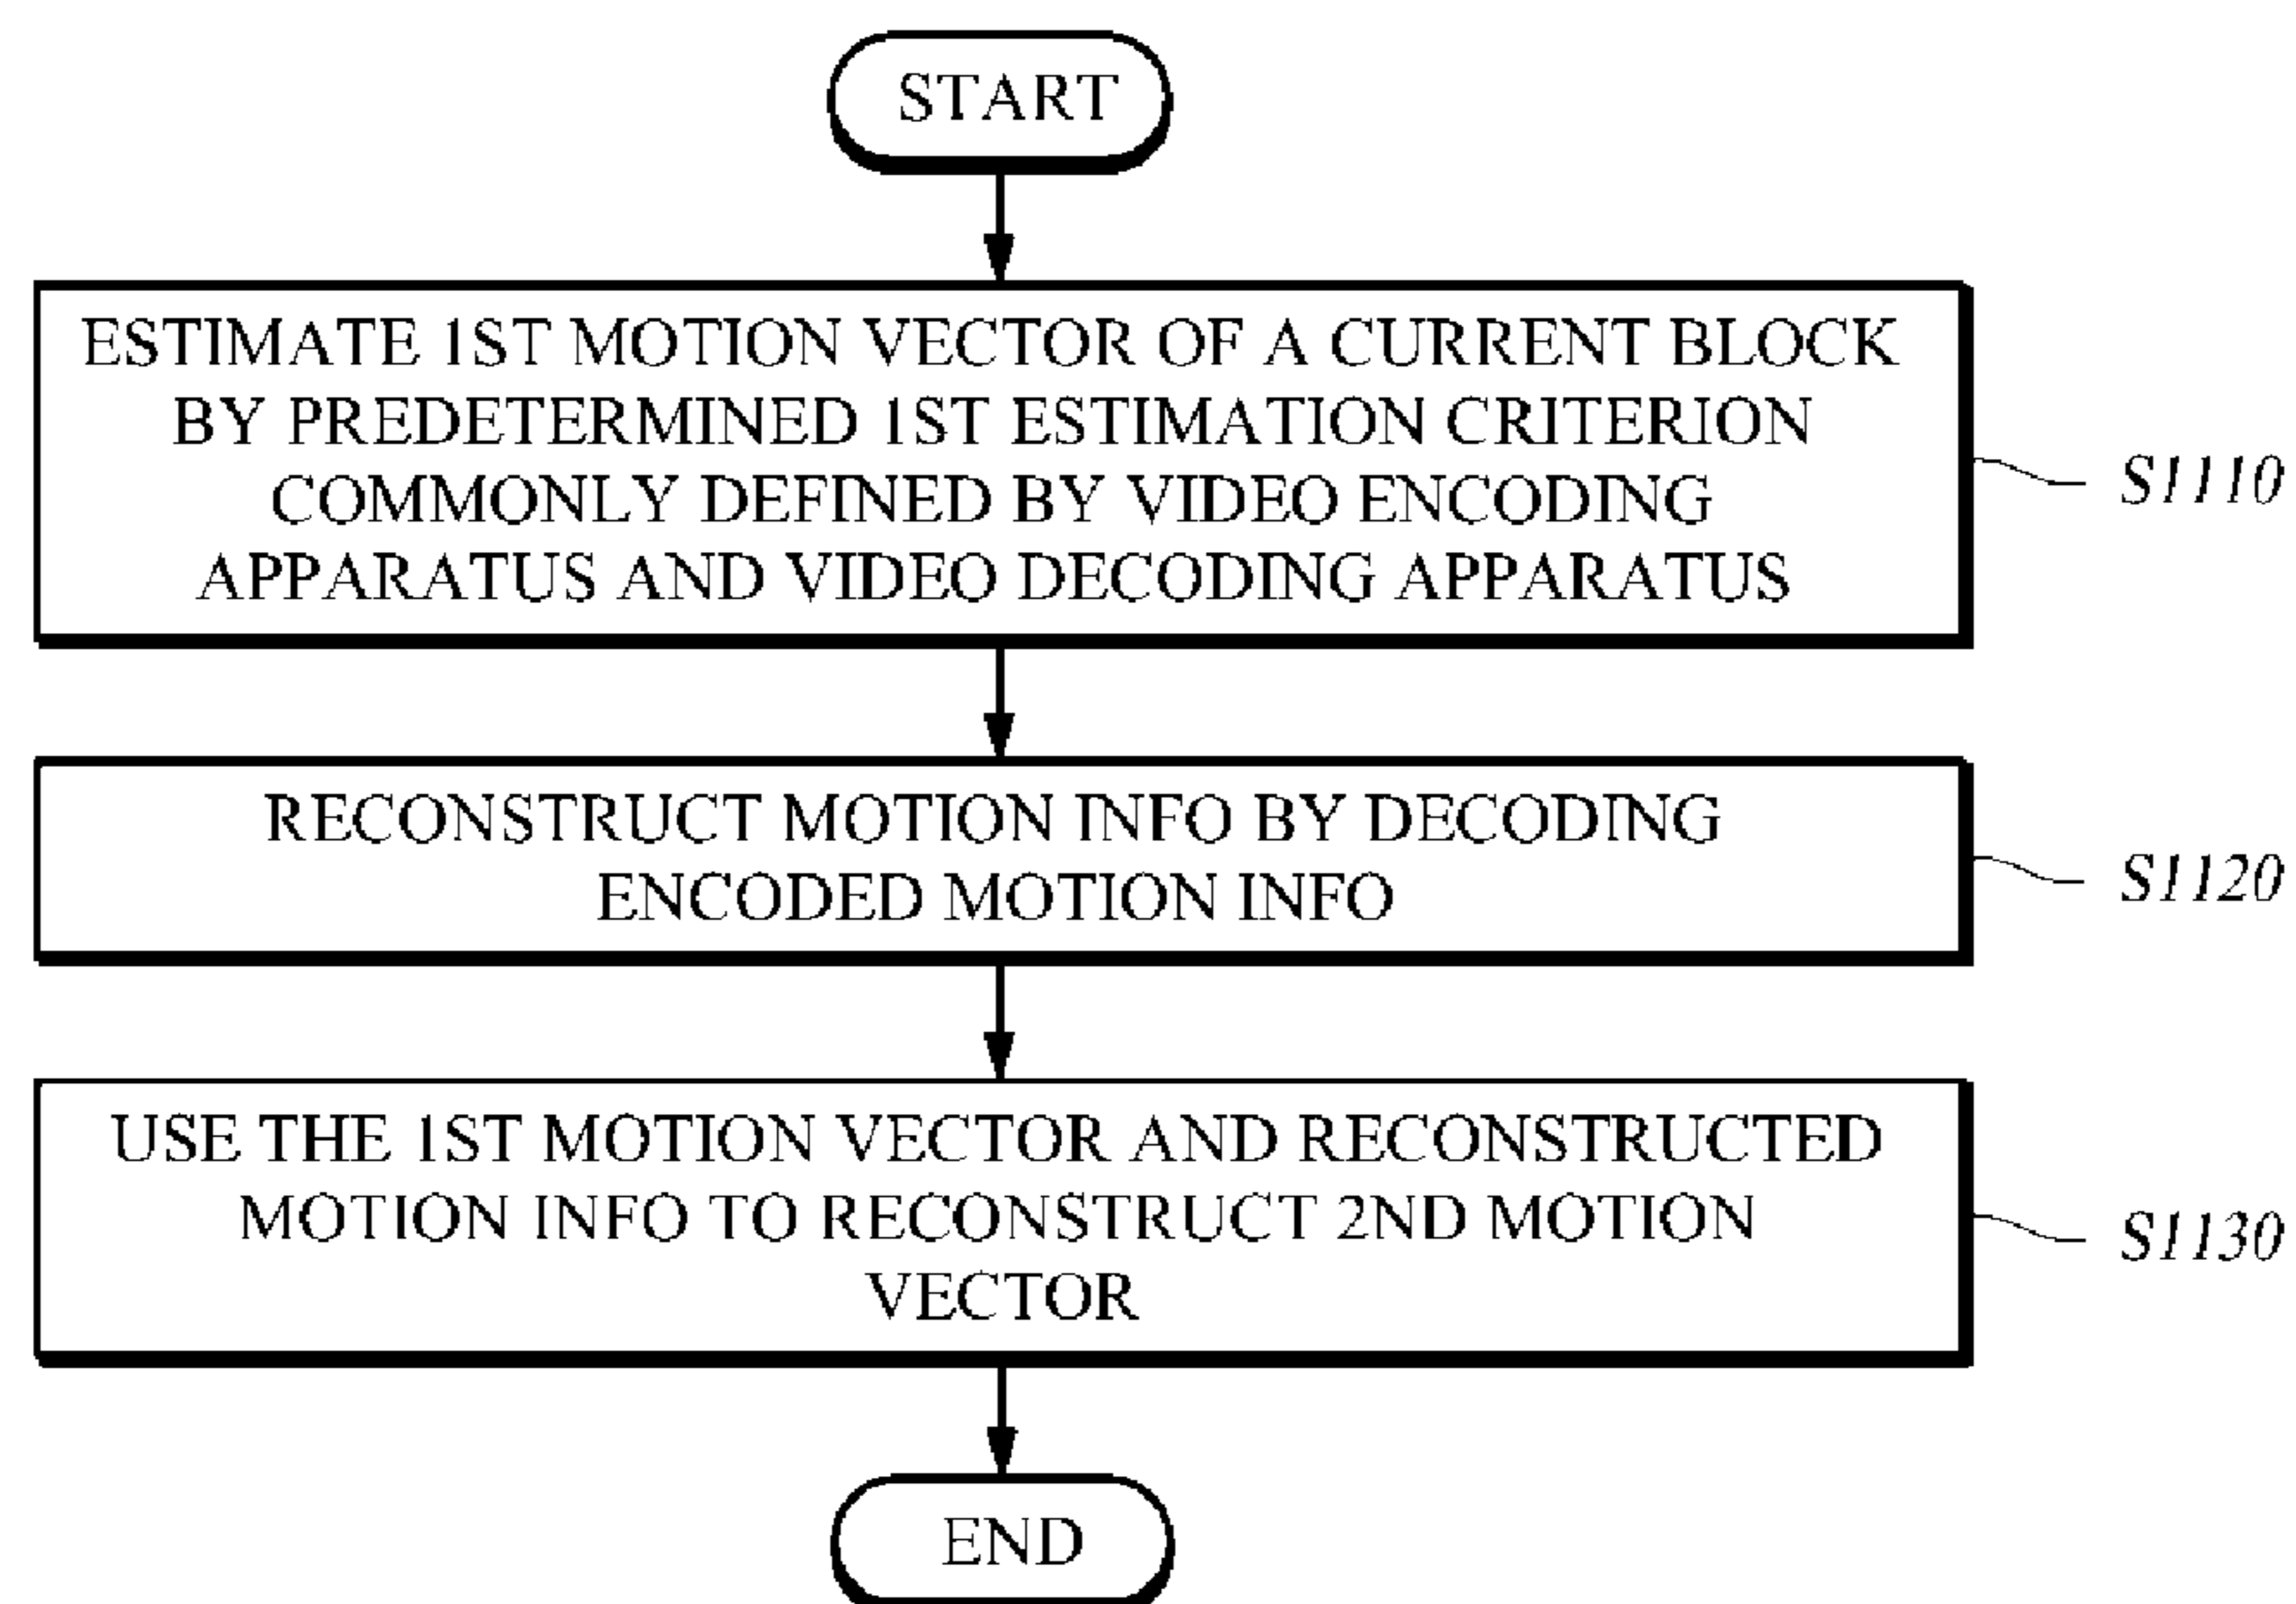 START
ESTIMATE 1ST MOTION VECTOR OF A CURRENT BLOCK
BY PREDETERMINED 1ST ESTIMATION CRITERION
COMMONLY DEFINED BY VIDEO ENCODING
APPARATUS AND VIDEO DECODING APPARATUS
S1110
RECONSTRUCT MOTION INFO BY DECODING
ENCODED MOTION INFO
S1120
USE THE 1ST MOTION VECTOR AND RECONSTRUCTED
MOTION INFO TO RECONSTRUCT 2ND MOTION
VECTOR
S1130
END